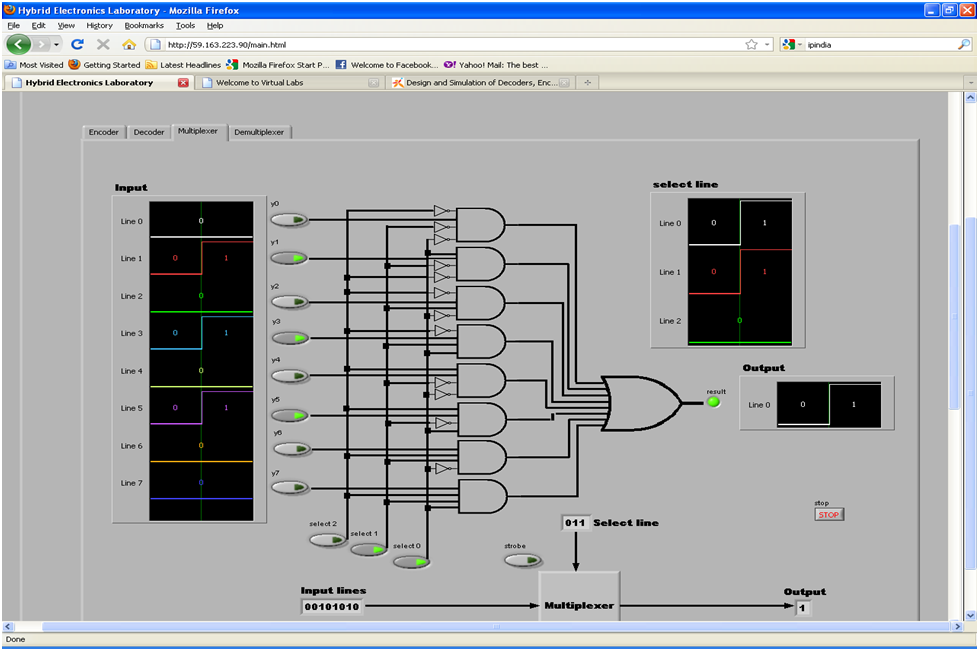 Hybrid Electronics Laboratory - Mozilla Firefox
File Edit View History Bookmarks Tools Help
http://59.163.223.90/main.html
ipindia
Most Visited Getting Started Latest Headlines Mozilla Firefox Start P... Welcome to Facebook... Yahoo! Mail: The best ...
Hybrid Electronics Laboratory Welcome to Virtual Labs Design and Simulation of Decoders, Enc...
Encoder Decoder Multiplexer Demultiplexer
Input
Line 0 0
Line 1 0 1
Line 2 0
Line 3 0 1
Line 4 0
Line 5 0 1
Line 6 0
Line 7 0
y0
y1
y2
y3
y4
y5
y6
y7
select 2
select 1
select 0
select line
Line 0 0 1
Line 1 0 1
Line 2 0
result
Output
Line 0 0 1
stop
STOP
011 Select line
strobe
Input lines
00101010
Multiplexer
Output
1
Done